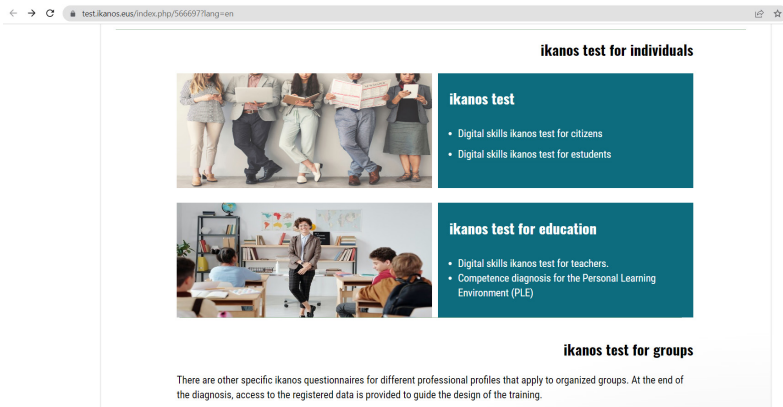 test.ikanos.eus/index.php/566697?lang=en
ikanos test for individuals
ikanos test
• Digital skills ikanos test for citizens
• Digital skills ikanos test for estudents
ikanos test for education
• Digital skills ikanos test for teachers.
• Competence diagnosis for the Personal Learning
Environment (PLE)
ikanos test for groups
There are other specific ikanos questionnaires for different professional profiles that apply to organized groups. At the end of
the diagnosis, access to the registered data is provided to guide the design of the training.